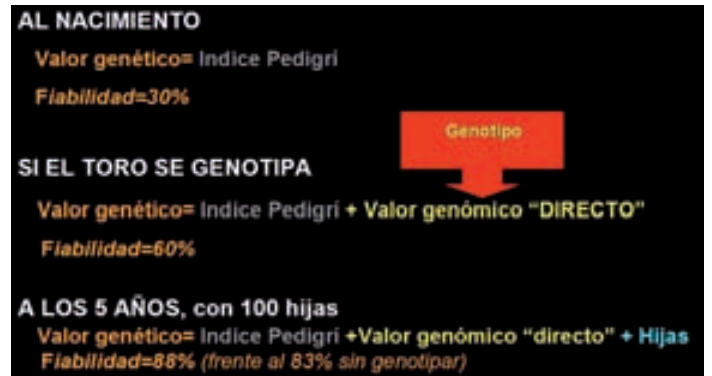 AL NACIMIENTO
Valor genético= Indice Pedigrí
Fiabilidad=30%
Genotipo
SI EL TORO SE GENOTIPA
Valor genético= Indice Pedigrí + Valor genómico “DIRECTO”
Fiabilidad=60%
A LOS 5 AÑOS, con 100 hijas
Valor genético= Indice Pedigrí +Valor genómico “directo” + Hijas
Fiabilidad=88% (frente al 83% sin genotipar)